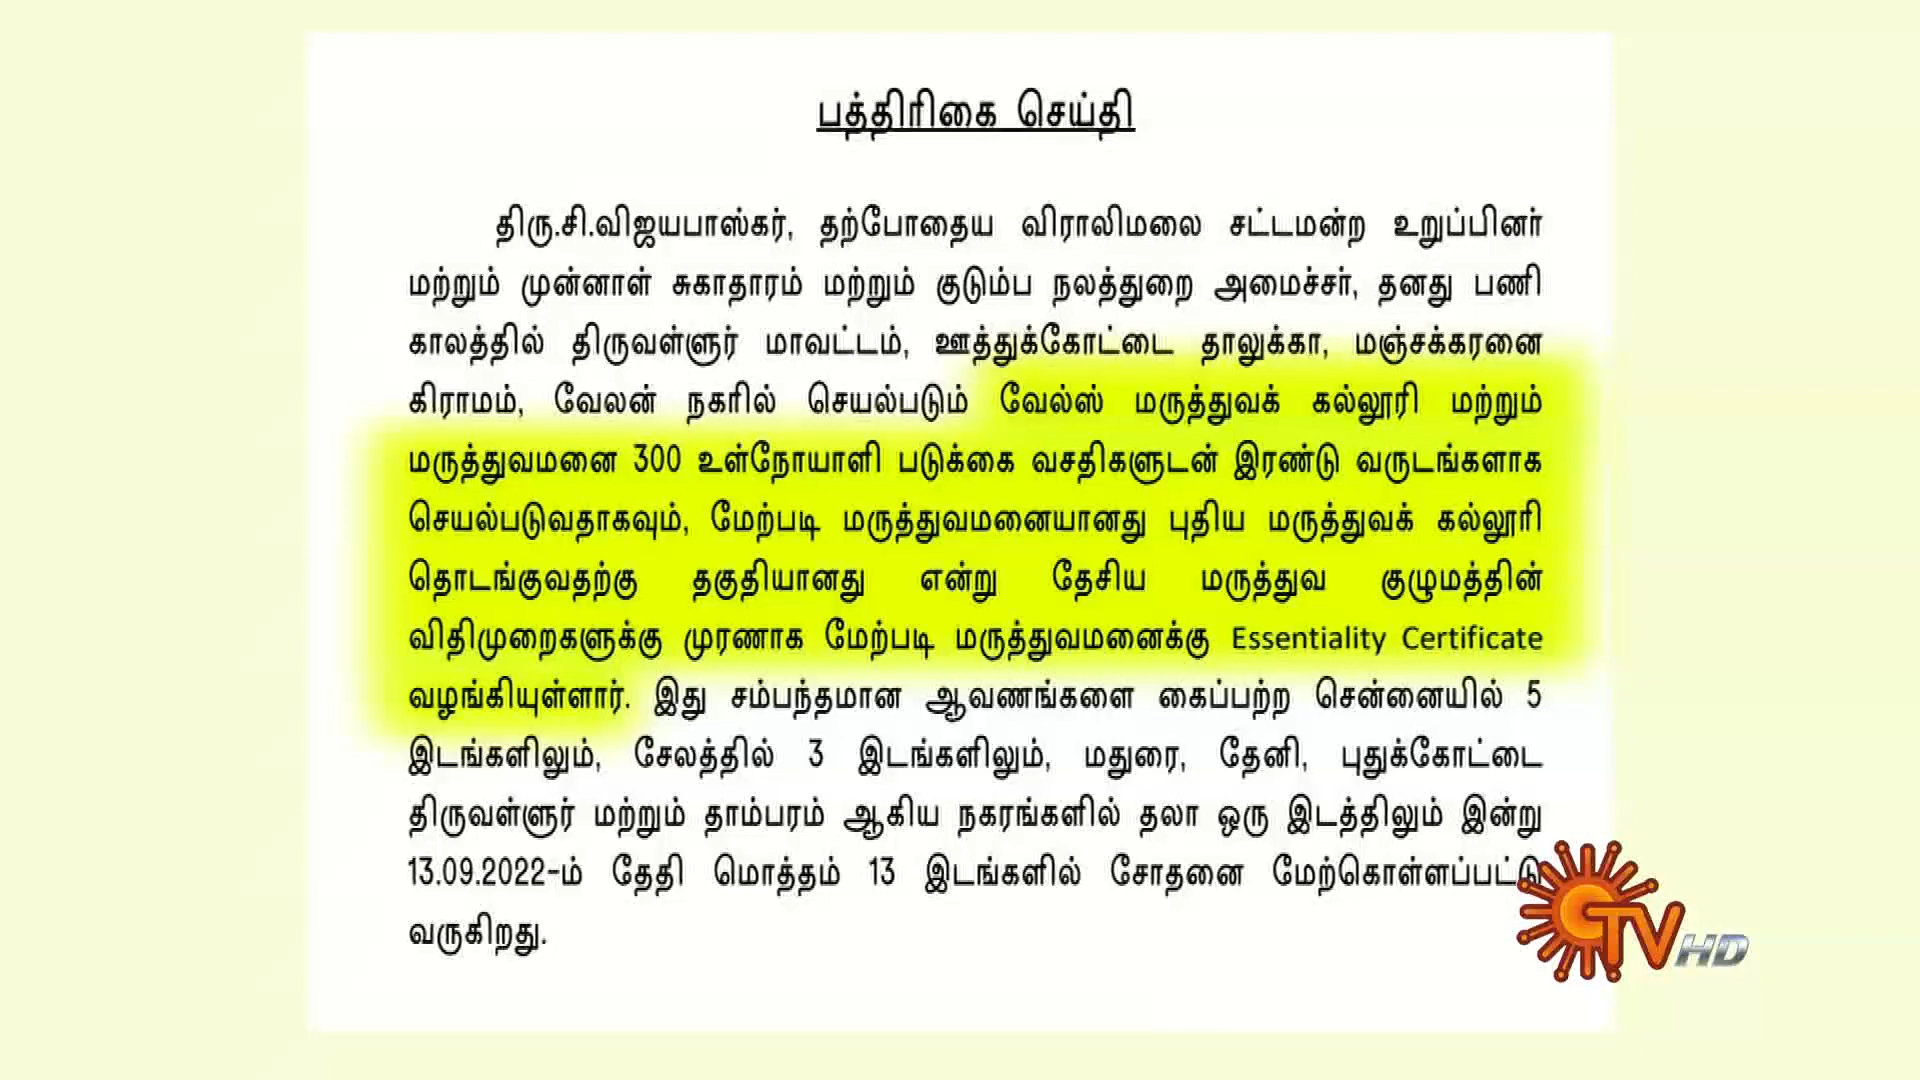 பத்திரிகை செய்தி
திரு.சி.விஜயபாஸ்கர், தற்போதைய விராலிமலை சட்டமன்ற உறுப்பினர்
மற்றும் முன்னாள் சுகாதாரம் மற்றும் குடும்ப நலத்துறை அமைச்சர், தனது பணி
காலத்தில் திருவள்ளுர் மாவட்டம், ஊத்துக்கோட்டை தாலுக்கா, மஞ்சக்கரனை
கிராமம், வேலன் நகரில் செயல்படும் வேல்ஸ் மருத்துவக் கல்லூரி மற்றும்
மருத்துவமனை 300 உள்நோயாளி படுக்கை வசதிகளுடன் இரண்டு வருடங்களாக
செயல்படுவதாகவும், மேற்படி மருத்துவமனையானது புதிய மருத்துவக் கல்லூரி
தொடங்குவதற்கு தகுதியானது என்று தேசிய மருத்துவ குழுமத்தின்
விதிமுறைகளுக்கு முரணாக மேற்படி மருத்துவமனைக்கு Essentiality Certificate
வழங்கியுள்ளார். இது சம்பந்தமான ஆவணங்களை கைப்பற்ற சென்னையில் 5
இடங்களிலும், சேலத்தில் 3 இடங்களிலும், மதுரை, தேனி, புதுக்கோட்டை
திருவள்ளுர் மற்றும் தாம்பரம் ஆகிய நகரங்களில் தலா ஒரு இடத்திலும் இன்று
13.09.2022-ம் தேதி மொத்தம் 13 இடங்களில் சோதனை மேற்கொள்ளப்பட்டு
வருகிறது.
TV HD